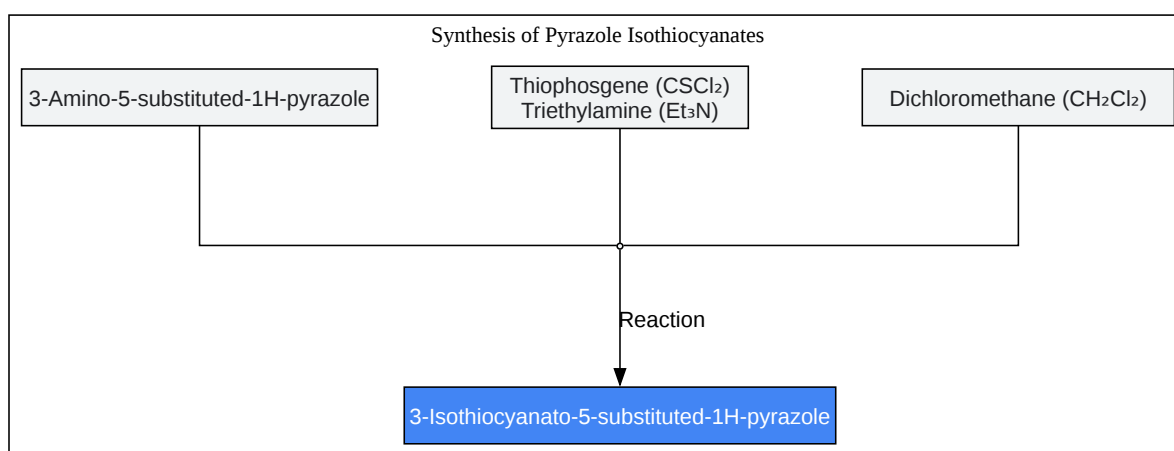 Synthesis of Pyrazole Isothiocyanates
3-Amino-5-substituted-1H-pyrazole
Thiophosgene (CSCl₂)
Triethylamine (Et₃N)
Dichloromethane (CH₂Cl₂)
Reaction
3-Isothiocyanato-5-substituted-1H-pyrazole